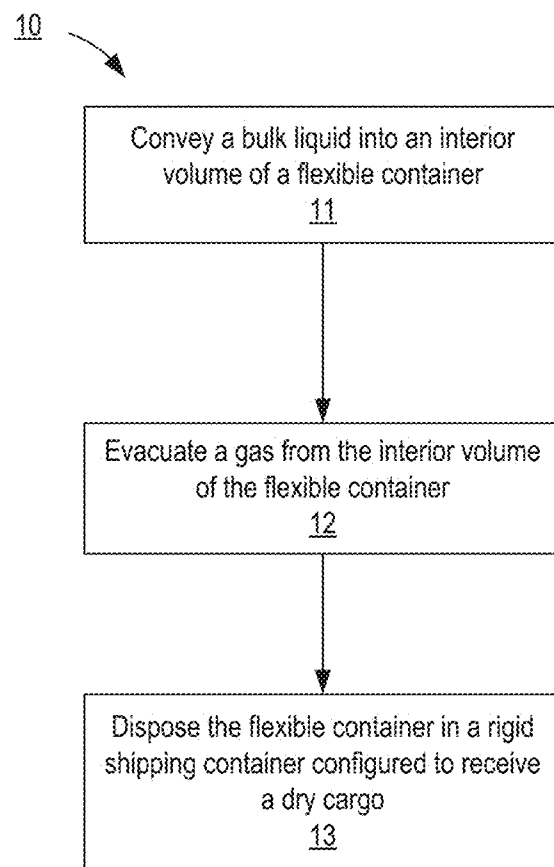 10
Convey a bulk liquid into an interior
volume of a flexible container
11
Evacuate a gas from the interior volume
of the flexible container
12
Dispose the flexible container in a rigid
shipping container configured to receive
a dry cargo
13